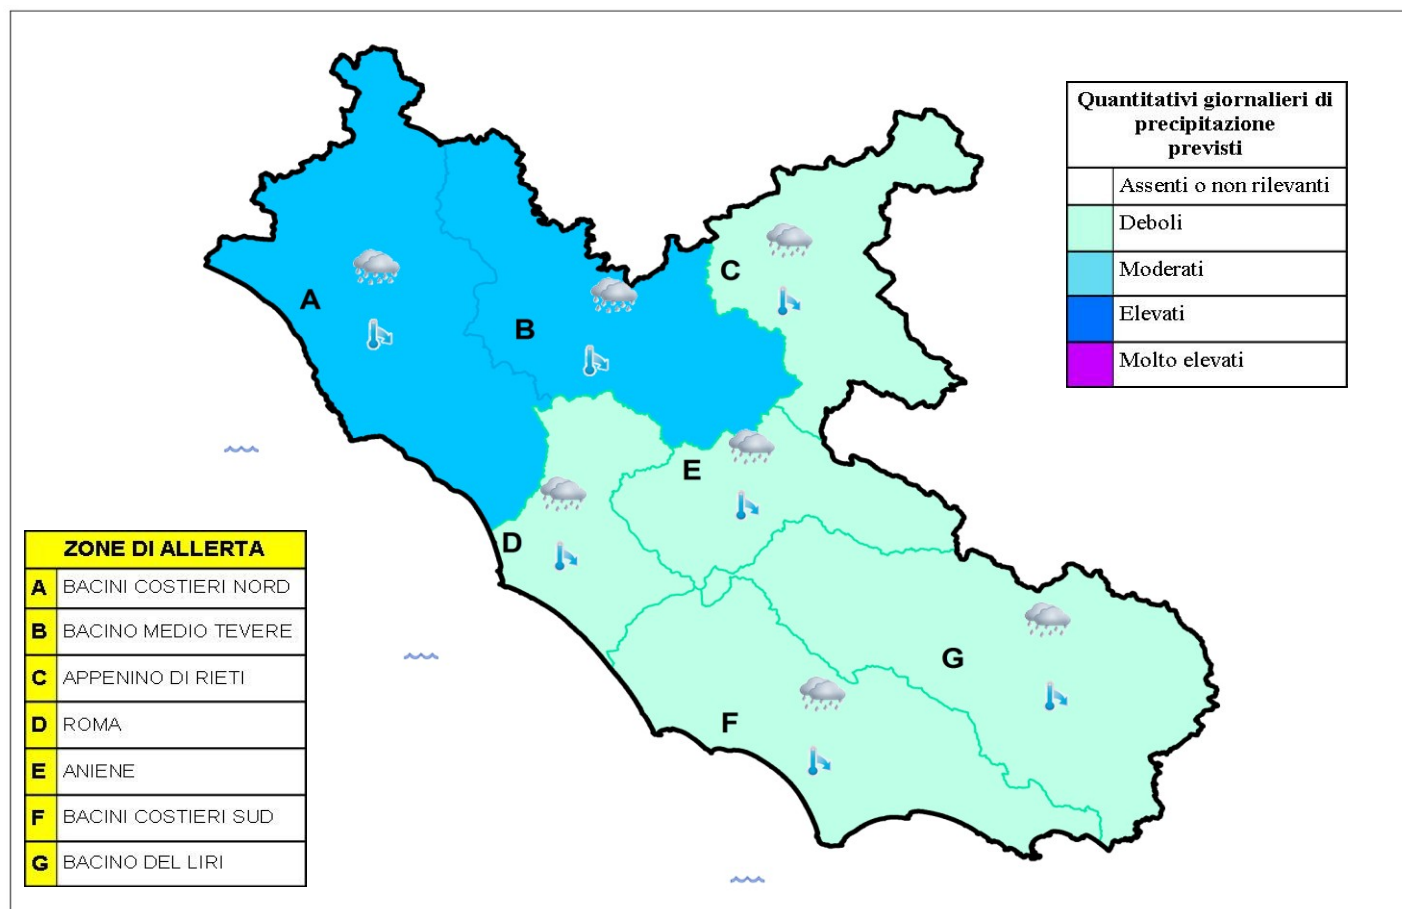 Quantitativi giornalieri di
precipitazione
previsti
Assenti o non rilevanti
Deboli
Moderati
Elevati
Molto elevati
A
B
C
D
E
F
G
ZONE DI ALLERTA
A BACINI COSTIERI NORD
B BACINO MEDIO TEVERE
C APPENINO DI RIETI
D ROMA
E ANIENE
F BACINI COSTIERI SUD
G BACINO DEL LIRI